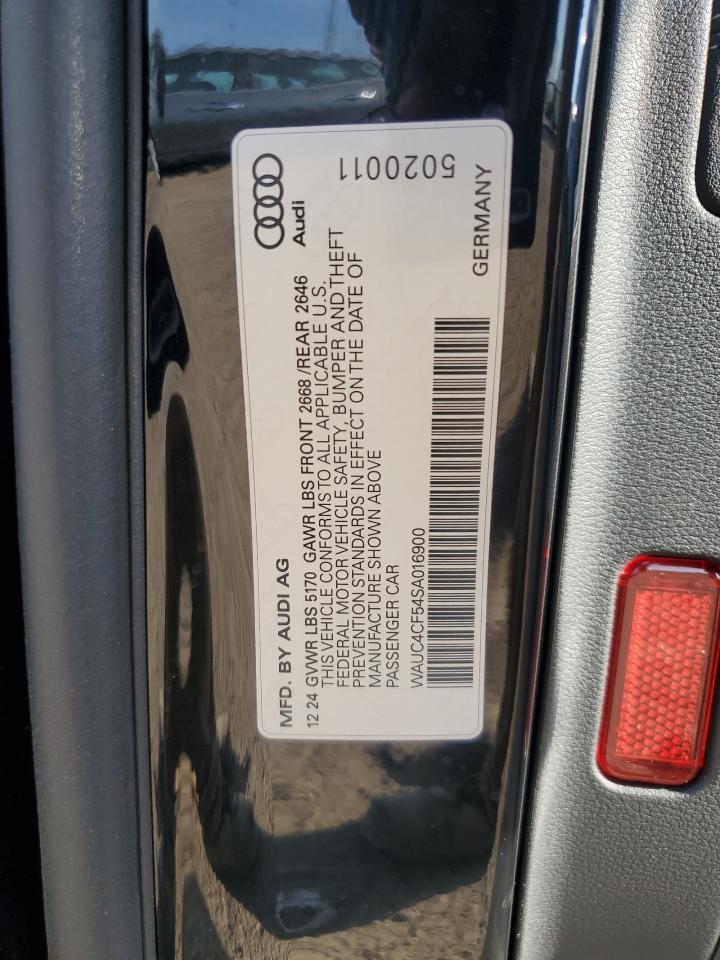 MFD. BY AUDI AG
Audi
12 24 GVWR LBS 5170 GAWR LBS FRONT 2668 /REAR 2646
THIS VEHICLE CONFORMS TO ALL APPLICABLE U.S.
FEDERAL MOTOR VEHICLE SAFETY, BUMPER AND THEFT
PREVENTION STANDARDS IN EFFECT ON THE DATE OF
MANUFACTURE SHOWN ABOVE
PASSENGER CAR
WAUC4CF54SA016900
GERMANY
5020011